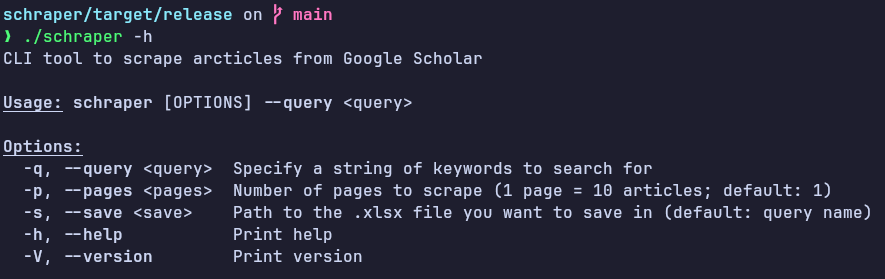 schraper/target/release on main
❯ ./schraper -h
CLI tool to scrape arcticles from Google Scholar
Usage: schraper [OPTIONS] --query <query>
Options:
-q, --query <query> Specify a string of keywords to search for
-p, --pages <pages> Number of pages to scrape (1 page = 10 articles; default: 1)
-s, --save <save> Path to the .xlsx file you want to save in (default: query name)
-h, --help Print help
-V, --version Print version